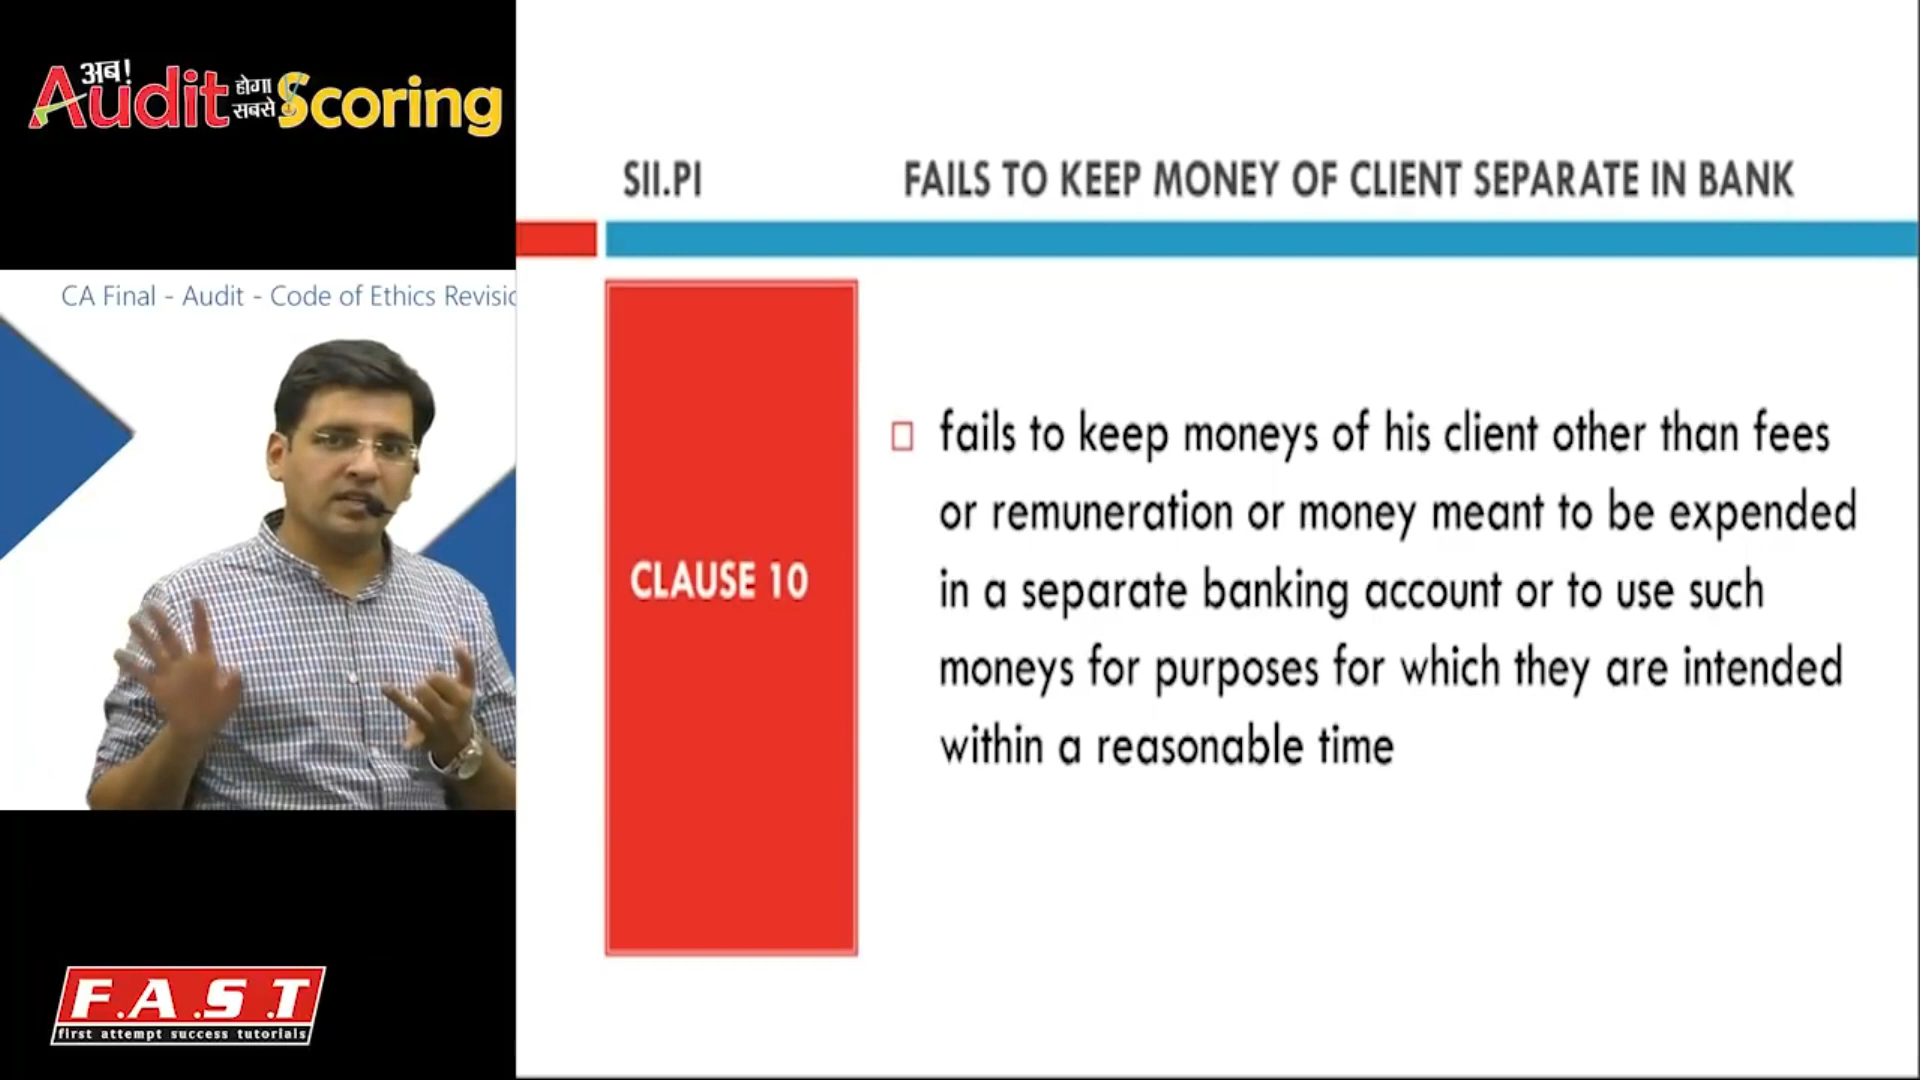 अब!
Audit होगा सबसे Scoring
CA Final - Audit - Code of Ethics
F.A.S.T
first attempt success tutorials
SII.PI
FAILS TO KEEP MONEY OF CLIENT SEPARATE IN BANK
CLAUSE 10
fails to keep moneys of his client other than fees
or remuneration or money meant to be expended
in a separate banking account or to use such
moneys for purposes for which they are intended
within a reasonable time